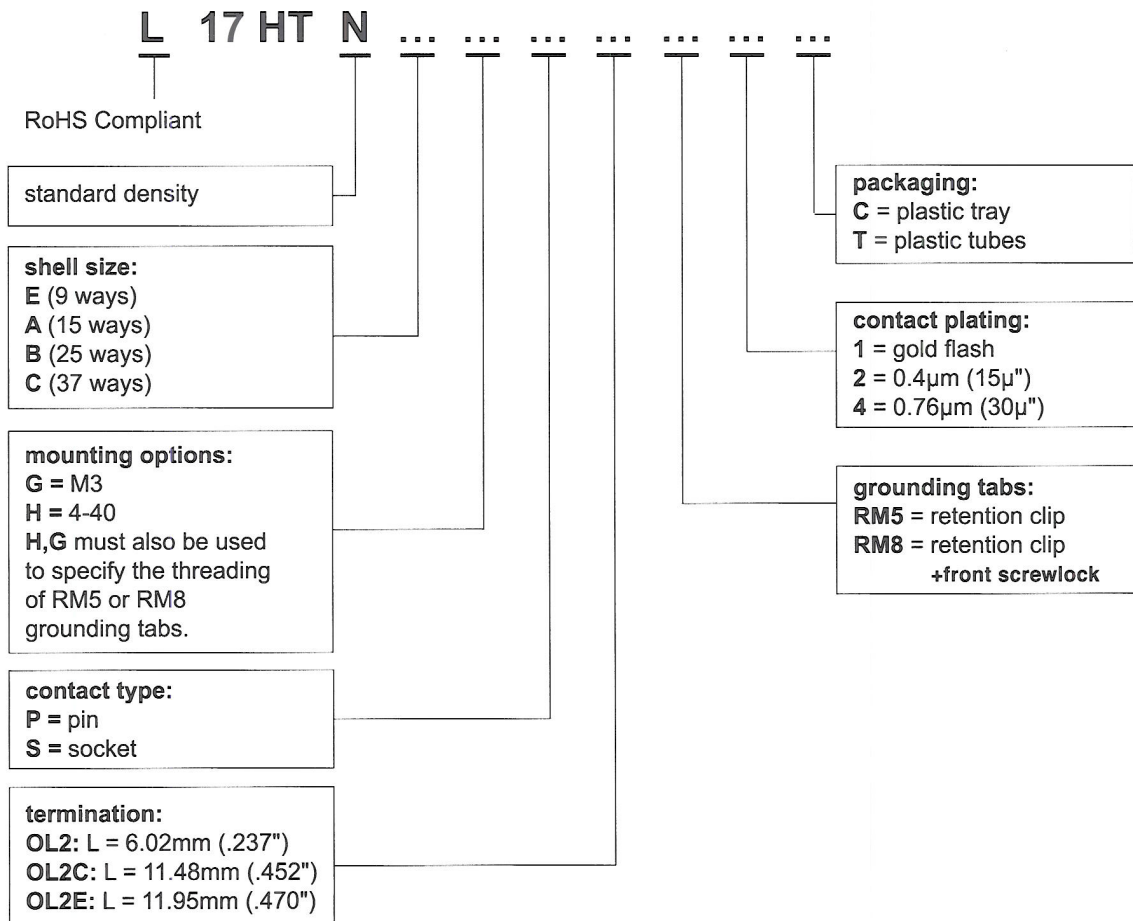 L 17 HT N ... ... ... ... ... ... ...
RoHS Compliant
standard density
shell size:
E (9 ways)
A (15 ways)
B (25 ways)
C (37 ways)
mounting options:
G = M3
H = 4-40
H,G must also be used
to specify the threading
of RM5 or RM8
grounding tabs.
contact type:
P = pin
S = socket
termination:
OL2: L = 6.02mm (.237")
OL2C: L = 11.48mm (.452")
OL2E: L = 11.95mm (.470")
packaging:
C = plastic tray
T = plastic tubes
contact plating:
1 = gold flash
2 = 0.4µm (15µ")
4 = 0.76µm (30µ")
grounding tabs:
RM5 = retention clip
RM8 = retention clip
+front screwlock